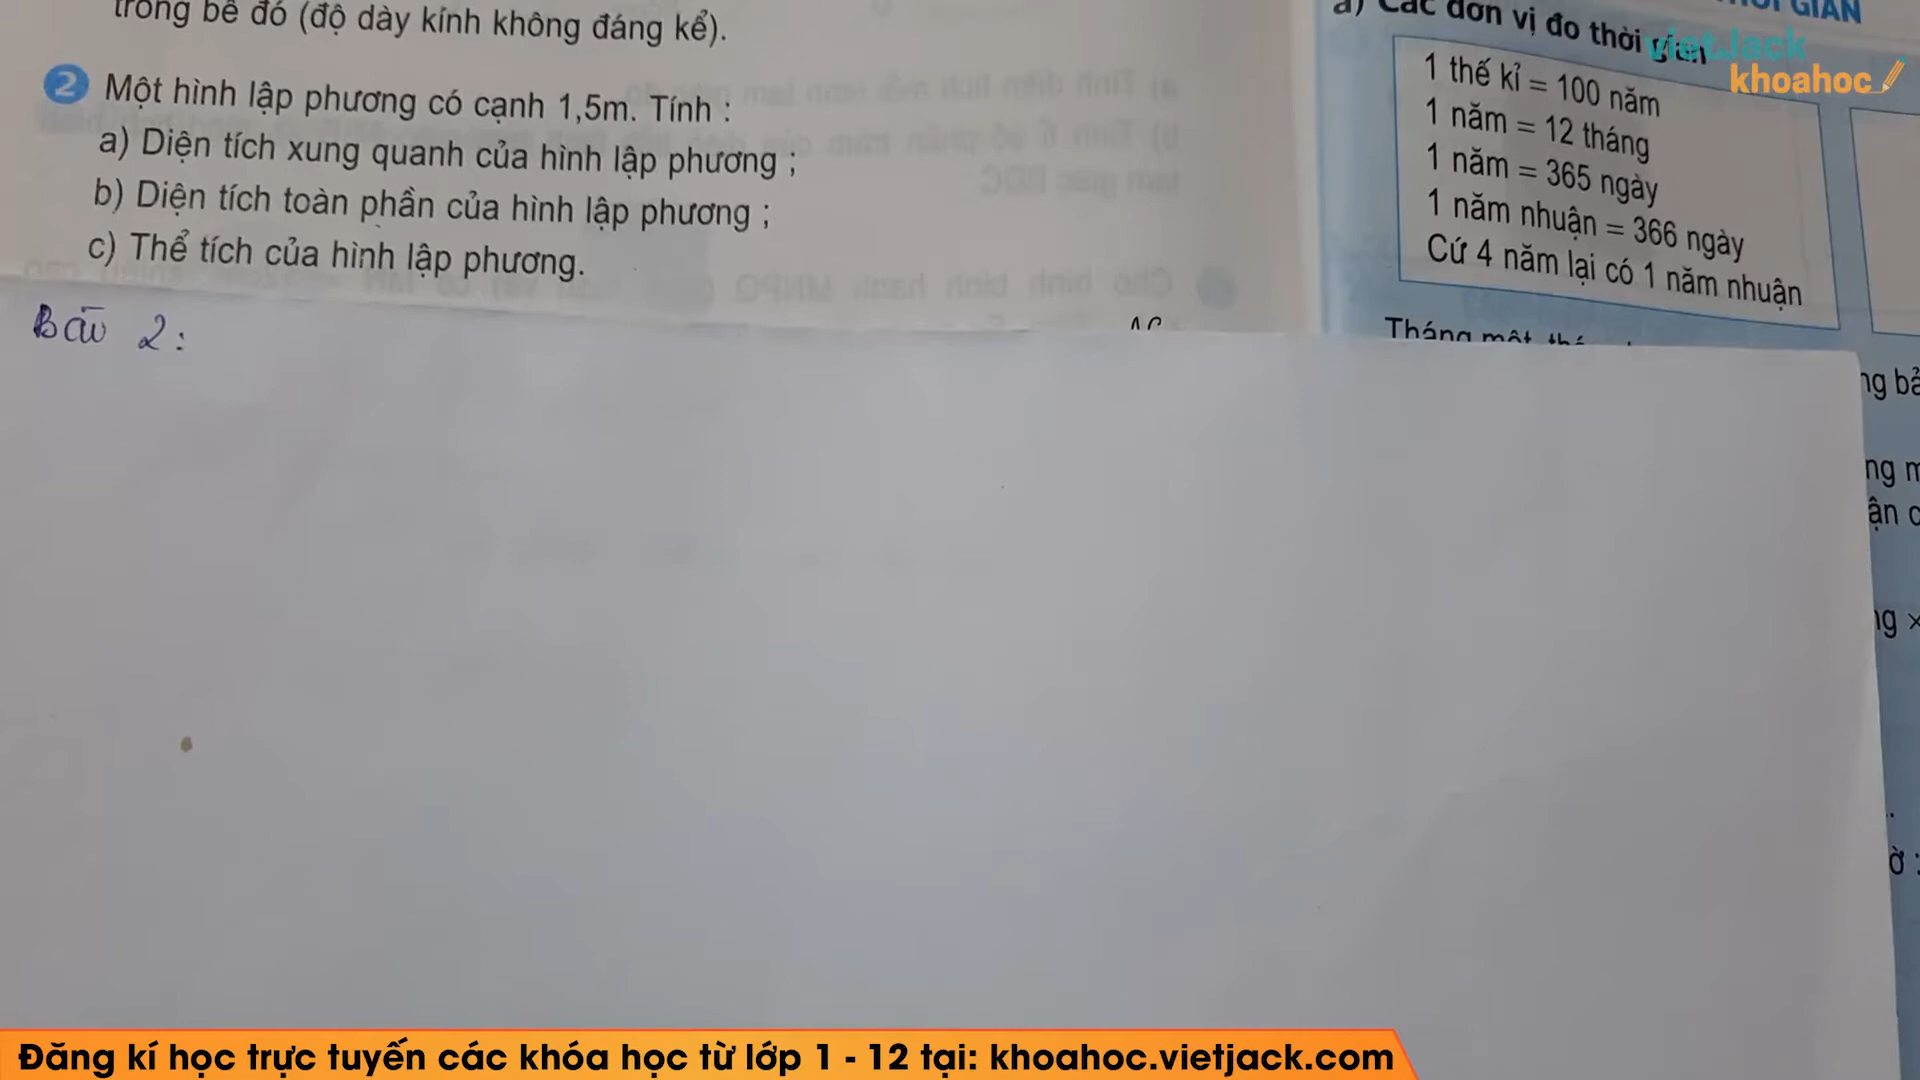 trong bể đó (độ dày kính không đáng kể).
2 Một hình lập phương có cạnh 1,5m. Tính :
a) Diện tích xung quanh của hình lập phương ;
b) Diện tích toàn phần của hình lập phương ;
c) Thể tích của hình lập phương.
Bài 2:
GIAN
a) Các đơn vị đo thời gian
vietJack
khoahoc
1 thế kỉ = 100 năm
1 năm = 12 tháng
1 năm = 365 ngày
1 năm nhuận = 366 ngày
Cứ 4 năm lại có 1 năm nhuận
Tháng một
Đăng kí học trực tuyến các khóa học từ lớp 1 - 12 tại: khoahoc.vietjack.com